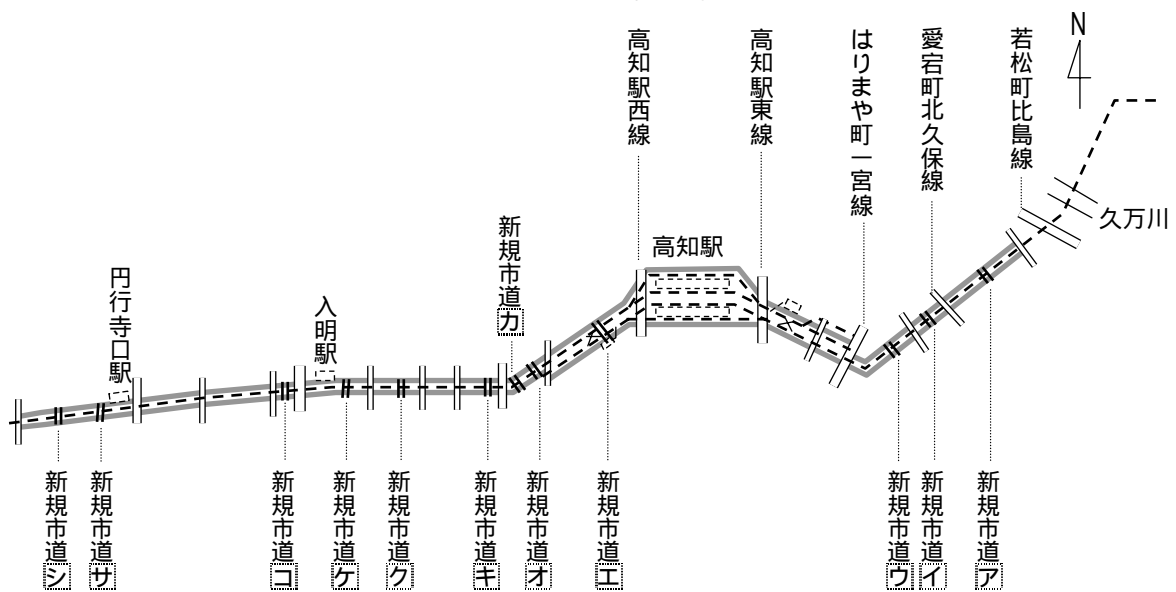 高知駅西線
高知駅東線
はりまや町一宮線
愛宕町北久保線
若松町比島線
N
久万川
高知駅
新規市道カ
入明駅
円行寺口駅
新規市道シ
新規市道サ
新規市道コ
新規市道ケ
新規市道ク
新規市道キ
新規市道オ
新規市道エ
新規市道ウ
新規市道イ
新規市道ア